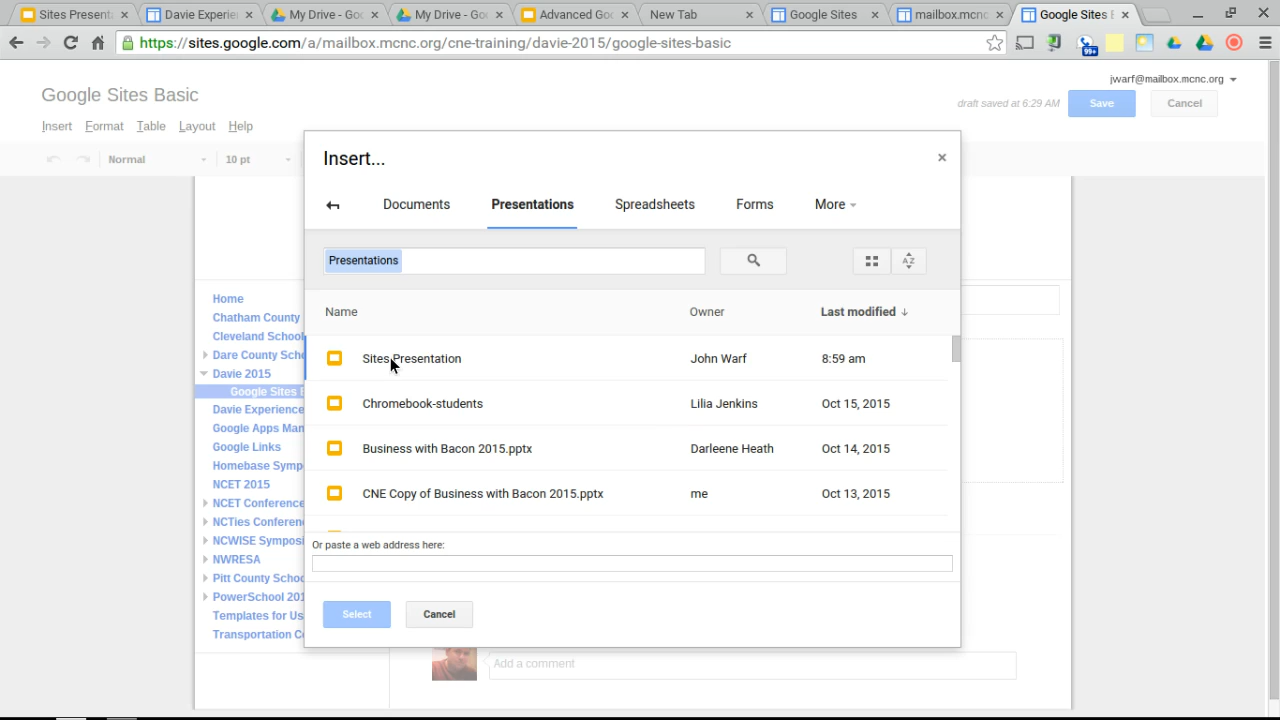 Sites Present
Davie Experie
My Drive - Go
My Drive - Go
Advanced Goo
New Tab
Google Sites
mailbox.mcnc
Google Sites B
https://sites.google.com/a/mailbox.mcnc.org/cne-training/davie-2015/google-sites-basic
99+
jwarf@mailbox.mcnc.org
Google Sites Basic
draft saved at 6:29 AM
Save
Cancel
Insert Format Table Layout Help
Normal 10 pt
Insert...
Documents Presentations Spreadsheets Forms More
Presentations
AZ
Name Owner Last modified
Sites Presentation John Warf 8:59 am
Chromebook-students Lilia Jenkins Oct 15, 2015
Business with Bacon 2015.pptx Darleene Heath Oct 14, 2015
CNE Copy of Business with Bacon 2015.pptx me Oct 13, 2015
Or paste a web address here:
Select Cancel
Home
Chatham County
Cleveland School
Dare County Scho
Davie 2015
Google Sites B
Davie Experience
Google Apps Man
Google Links
Homebase Symp
NCET 2015
NCET Conference
NCTies Conferen
NCWISE Symposi
NWRESA
Pitt County Schoo
PowerSchool 201
Templates for Us
Transportation Co
Add a comment